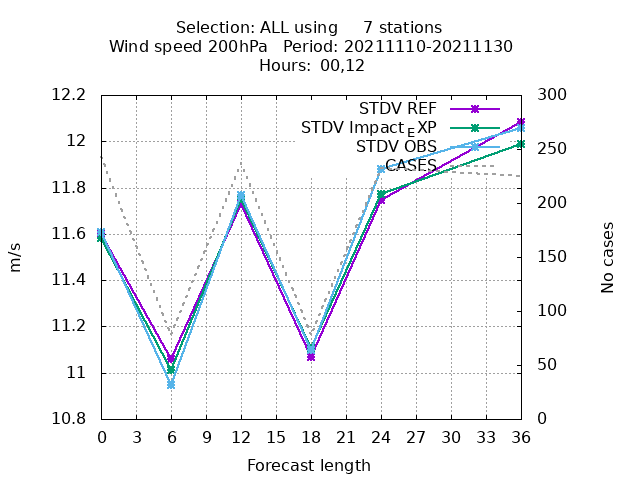 Selection: ALL using     7 stations
Wind speed 200hPa   Period: 20211110-20211130
Hours:  00,12
12.2
12
11.8
11.6
11.4
11.2
11
10.8
m/s
STDV REF
STDV Impact_EXP
STDV OBS
CASES
300
250
200
150
100
50
0
No cases
0 3 6 9 12 15 18 21 24 27 30 33 36
Forecast length